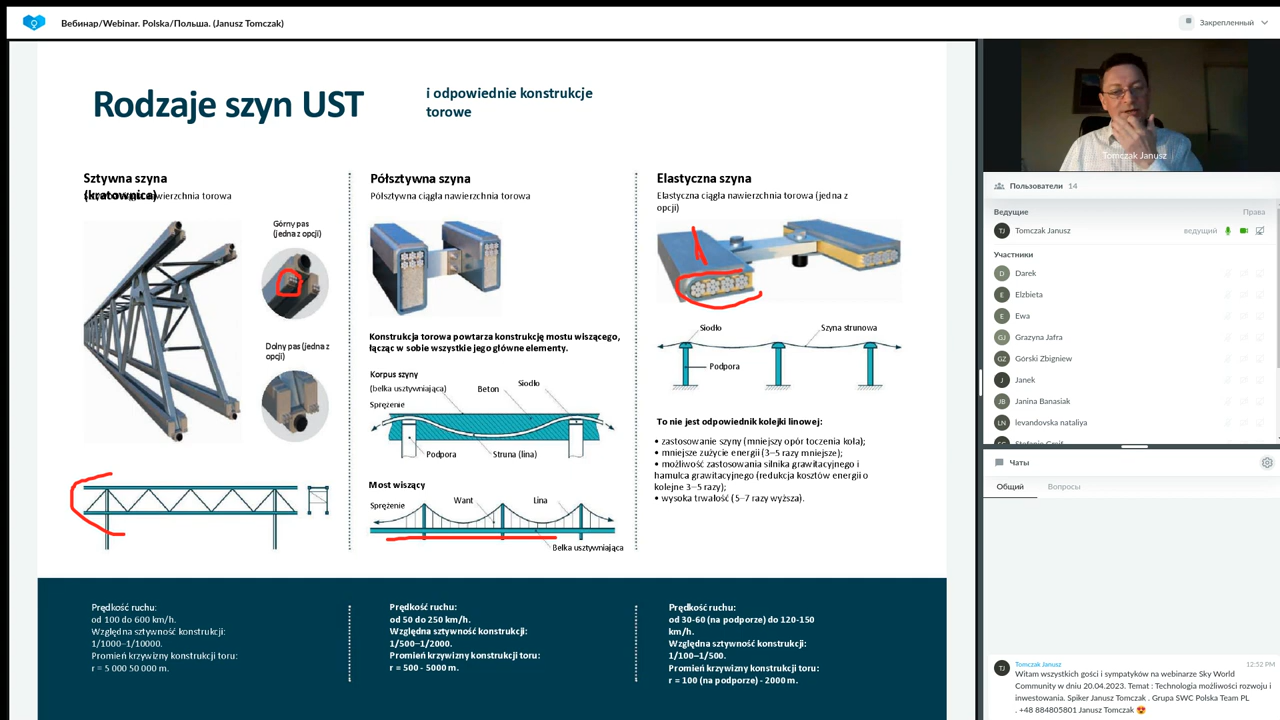 Вебинар/Webinar. Polska/Польша. (Janusz Tomczak)
Закрепленный
Rodzaje szyn UST
i odpowiednie konstrukcje
torowe
Sztywna szyna
(kratownica)
nawierzchnia torowa
Górny pas
(jedna z opcji)
Dolny pas (jedna z
opcji)
Półsztywna szyna
Półsztywna ciągła nawierzchnia torowa
Konstrukcja torowa powtarza konstrukcję mostu wiszącego,
łącząc w sobie wszystkie jego główne elementy.
Korpus szyny
(belka usztywniająca)
Beton
Siodło
Sprężenie
Podpora
Struna (lina)
Most wiszący
Sprężenie
Want
Lina
Belka usztywniająca
Elastyczna szyna
Elastyczna ciągła nawierzchnia torowa (jedna z
opcji)
Siodło
Szyna strunowa
Podpora
To nie jest odpowiednik kolejki linowej:
• zastosowanie szyny (mniejszy opór toczenia koła);
• mniejsze zużycie energii (3–5 razy mniejsze);
• możliwość zastosowania silnika grawitacyjnego i
hamulca grawitacyjnego (redukcja kosztów energii o
kolejne 3–5 razy);
• wysoka trwałość (5–7 razy wyższa).
Prędkość ruchu:
od 100 do 600 km/h.
Względna sztywność konstrukcji:
1/1000–1/10000.
Promień krzywizny konstrukcji toru:
r = 5 000 50 000 m.
Prędkość ruchu:
od 50 do 250 km/h.
Względna sztywność konstrukcji:
1/500–1/2000.
Promień krzywizny konstrukcji toru:
r = 500 - 5000 m.
Prędkość ruchu:
od 30-60 (na podporze) do 120-150
km/h.
Względna sztywność konstrukcji:
1/100–1/500.
Promień krzywizny konstrukcji toru:
r = 100 (na podporze) - 2000 m.
Tomczak Janusz
Пользователи 14
Ведущие
Права
TJ Tomczak Janusz ведущий
Участники
D Darek
E Elzbieta
E Ewa
GJ Grazyna Jafra
GZ Górski Zbigniew
J Janek
JB Janina Banasiak
LN levandovska nataliya
Чаты
Общий
Вопросы
TJ Tomczak Janusz 12:52 PM
Witam wszystkich gości i sympatyków na webinarze Sky World
Community w dniu 20.04.2023. Temat : Technologia możliwości rozwoju i
inwestowania. Spiker Janusz Tomczak . Grupa SWC Polska Team PL
. +48 884805801 Janusz Tomczak 😍